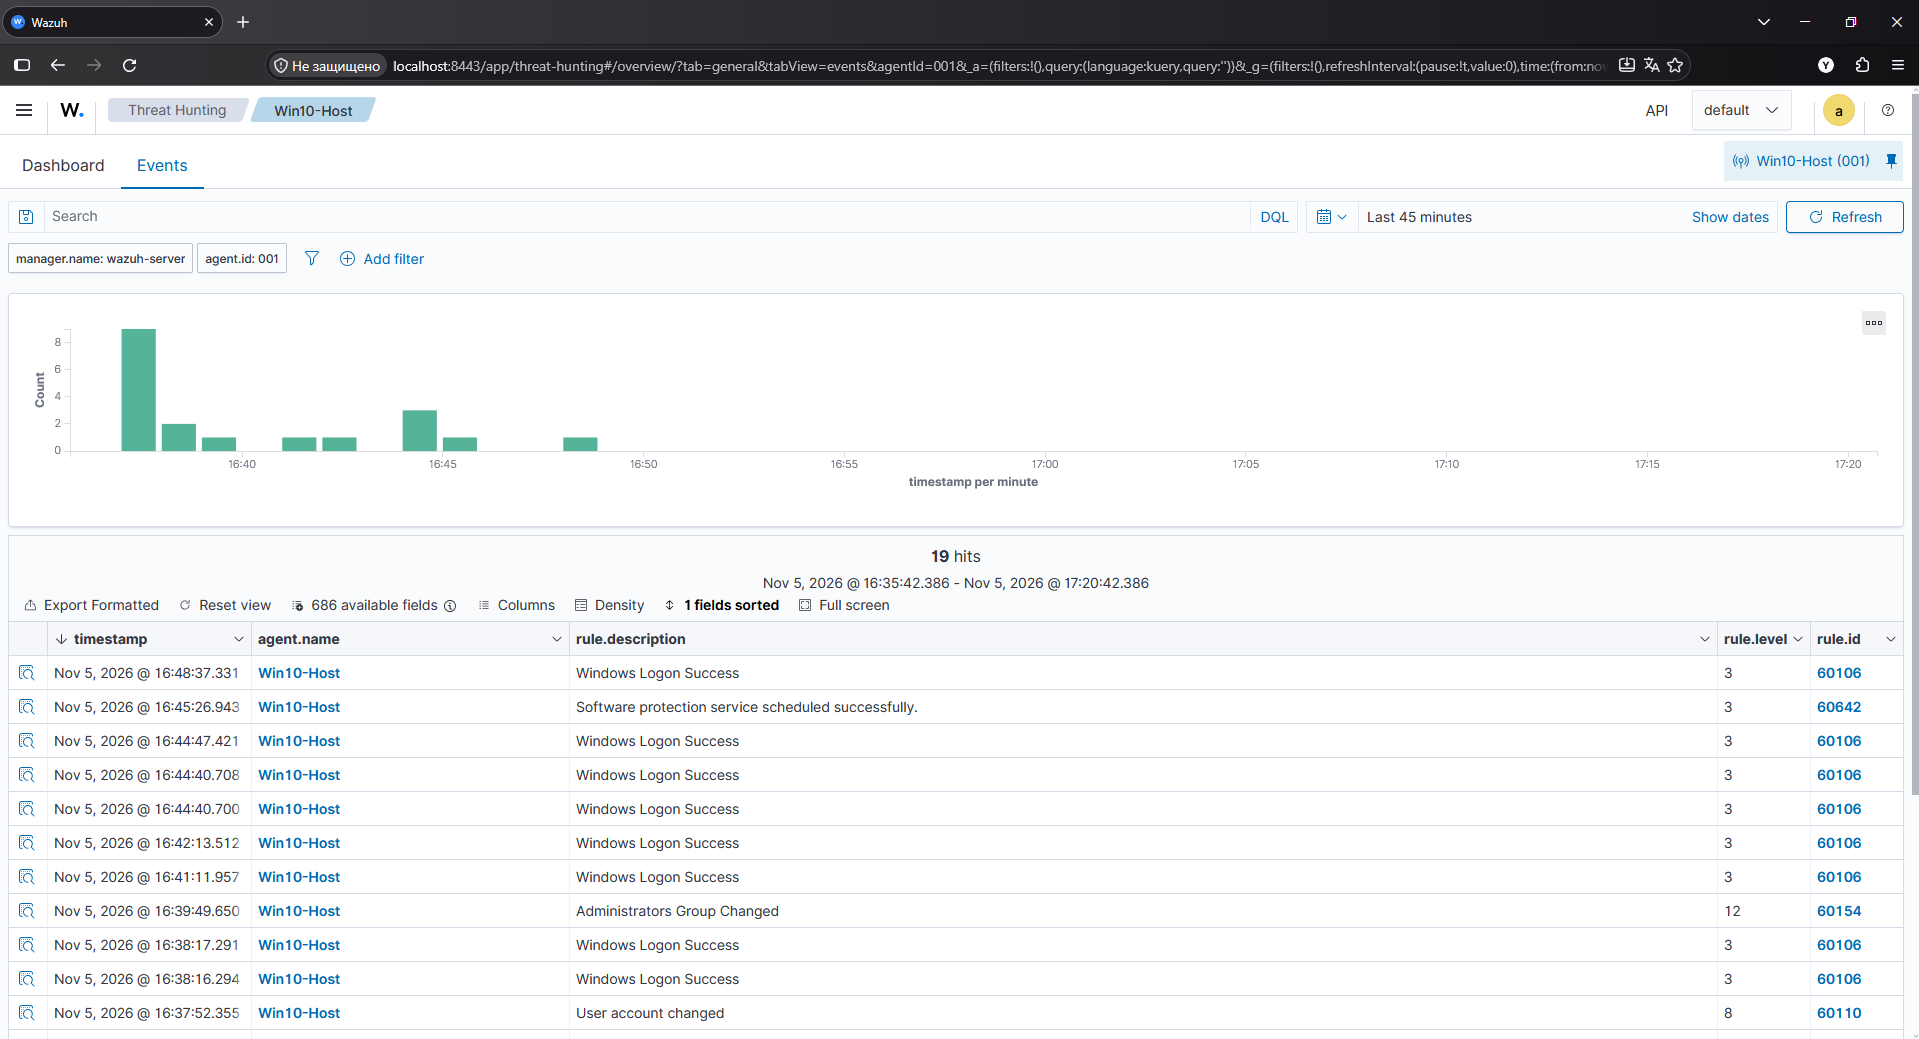 Wazuh
Не защищено localhost:8443/app/threat-hunting#/overview/?tab=general&tabView=events&agentId=001&_a=(filters:!(),query:(language:kuery,query:''))&_g=(filters:!(),refreshInterval:(pause:!t,value:0),time:(from:nov
W. Threat Hunting Win10-Host API default a
Dashboard Events Win10-Host (001)
Search DQL Last 45 minutes Show dates Refresh
manager.name: wazuh-server agent.id: 001 Add filter
Count
8
6
4
2
0
16:40 16:45 16:50 16:55 17:00 17:05 17:10 17:15 17:20
timestamp per minute
19 hits
Nov 5, 2026 @ 16:35:42.386 - Nov 5, 2026 @ 17:20:42.386
Export Formatted Reset view 686 available fields Columns Density 1 fields sorted Full screen
timestamp agent.name rule.description rule.level rule.id
Nov 5, 2026 @ 16:48:37.331 Win10-Host Windows Logon Success 3 60106
Nov 5, 2026 @ 16:45:26.943 Win10-Host Software protection service scheduled successfully. 3 60642
Nov 5, 2026 @ 16:44:47.421 Win10-Host Windows Logon Success 3 60106
Nov 5, 2026 @ 16:44:40.708 Win10-Host Windows Logon Success 3 60106
Nov 5, 2026 @ 16:44:40.700 Win10-Host Windows Logon Success 3 60106
Nov 5, 2026 @ 16:42:13.512 Win10-Host Windows Logon Success 3 60106
Nov 5, 2026 @ 16:41:11.957 Win10-Host Windows Logon Success 3 60106
Nov 5, 2026 @ 16:39:49.650 Win10-Host Administrators Group Changed 12 60154
Nov 5, 2026 @ 16:38:17.291 Win10-Host Windows Logon Success 3 60106
Nov 5, 2026 @ 16:38:16.294 Win10-Host Windows Logon Success 3 60106
Nov 5, 2026 @ 16:37:52.355 Win10-Host User account changed 8 60110